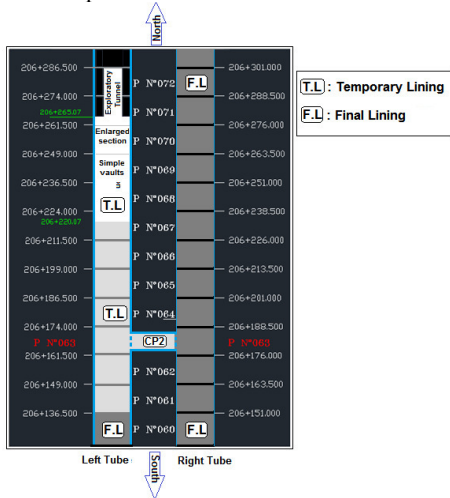 North
206+286.500
206+274.000
206+265.07
206+261.500
206+249.000
206+236.500
206+224.000
206+220.07
206+211.500
206+199.000
206+186.500
206+174.000
P N°063
206+161.500
206+149.000
206+136.500
Exploratory
Tunnel
Enlarged
section
Simple
vaults
5
T.L
T.L
F.L
P N°072
P N°071
P N°070
P N°069
P N°068
P N°067
P N°066
P N°065
P N°064
CP2
P N°062
P N°061
P N°060
F.L
F.L
206+301.000
206+288.500
206+276.000
206+263.500
206+251.000
206+238.500
206+226.000
206+213.500
206+201.000
206+188.500
P N°063
206+176.000
206+163.500
206+151.000
T.L : Temporary Lining
F.L : Final Lining
Left Tube
Right Tube
South